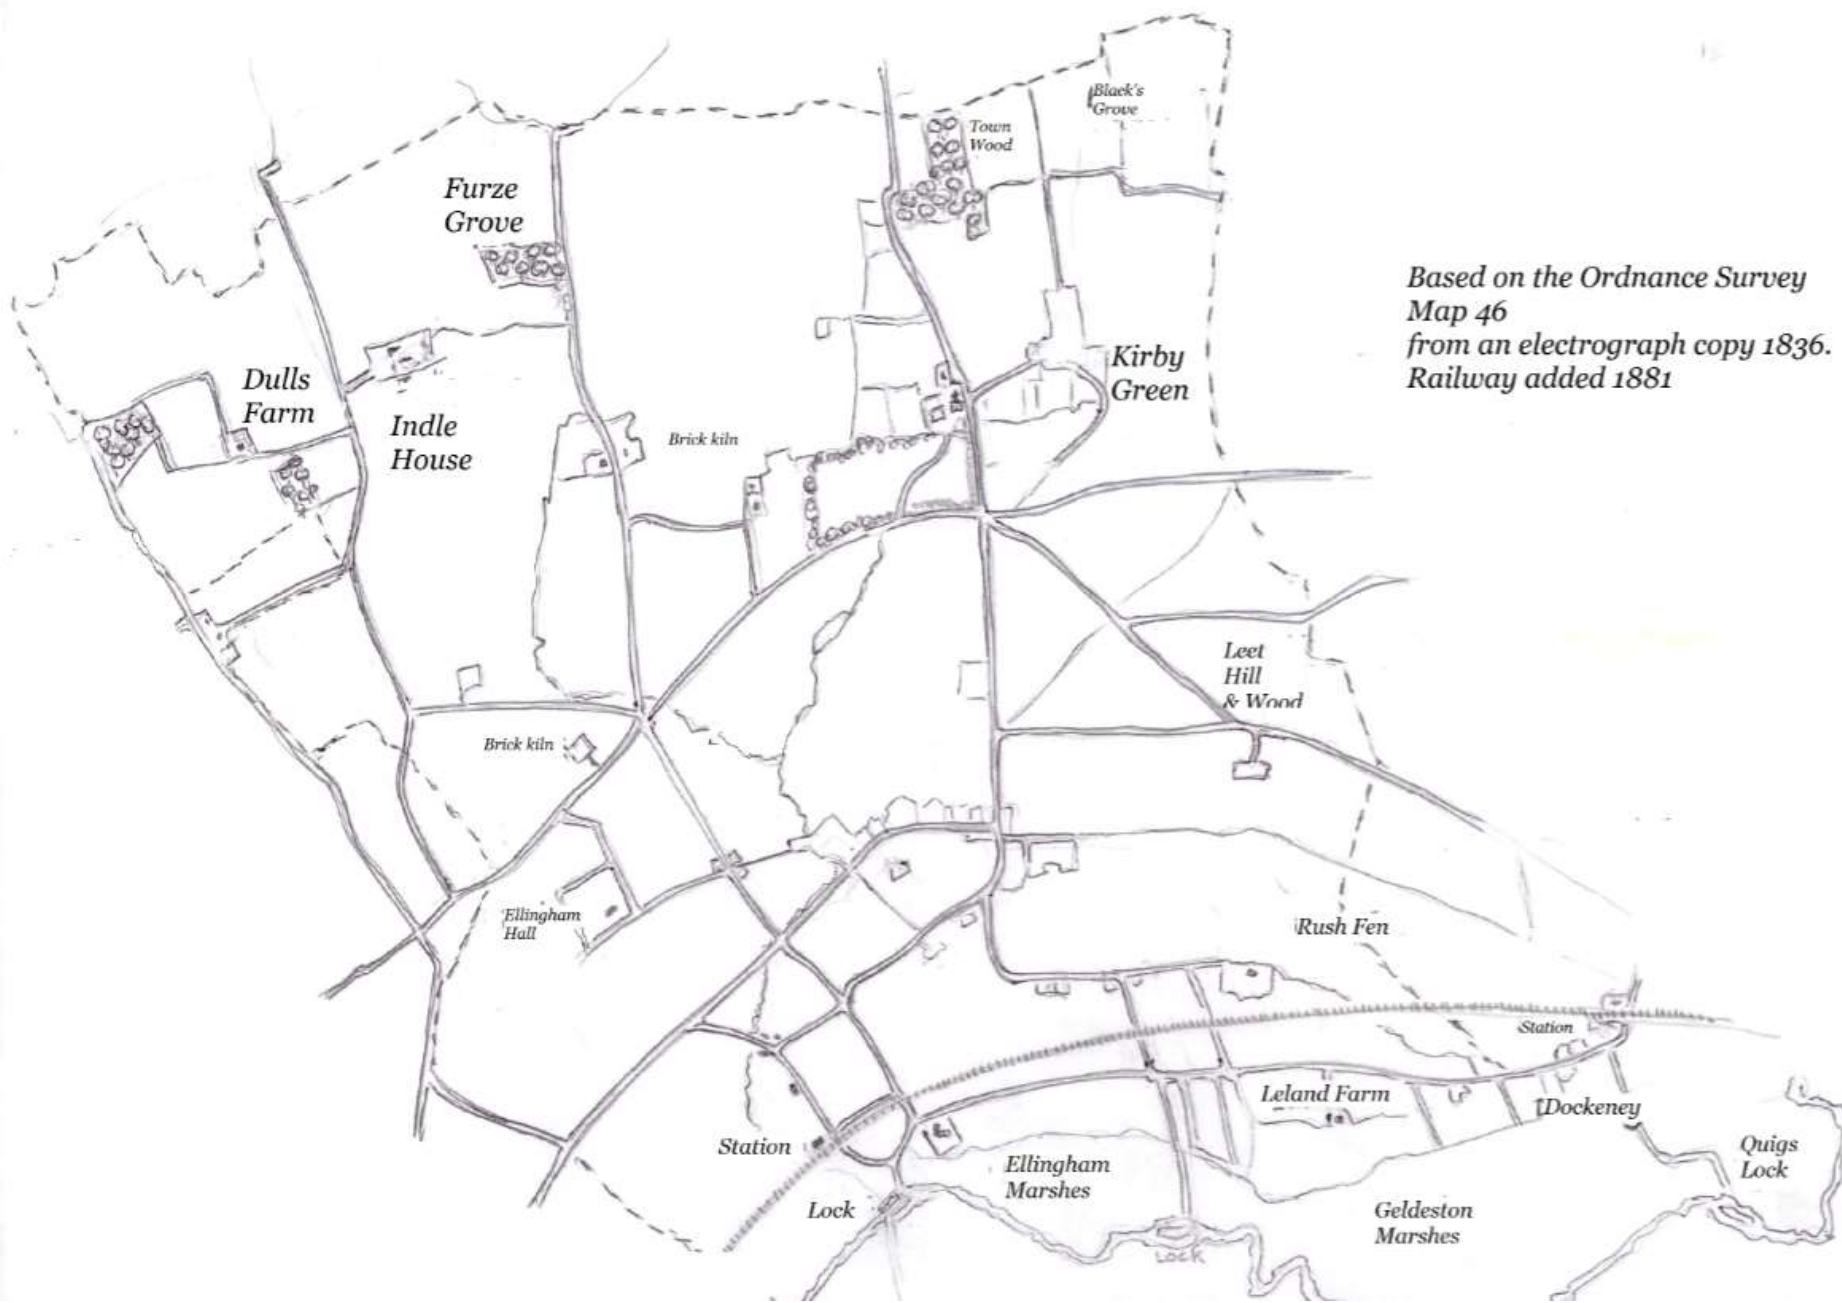 Black's
Grove
Town
Wood
Furze
Grove
Based on the Ordnance Survey
Map 46
from an electrograph copy 1836.
Railway added 1881
Kirby
Green
Dulls
Farm
Indle
House
Brick kiln
Leet
Hill
& Wood
Brick kiln
Ellingham
Hall
Rush Fen
Station
Leland Farm
Dockeney
Station
Quigs
Lock
Ellingham
Marshes
Lock
Geldeston
Marshes
LOCK